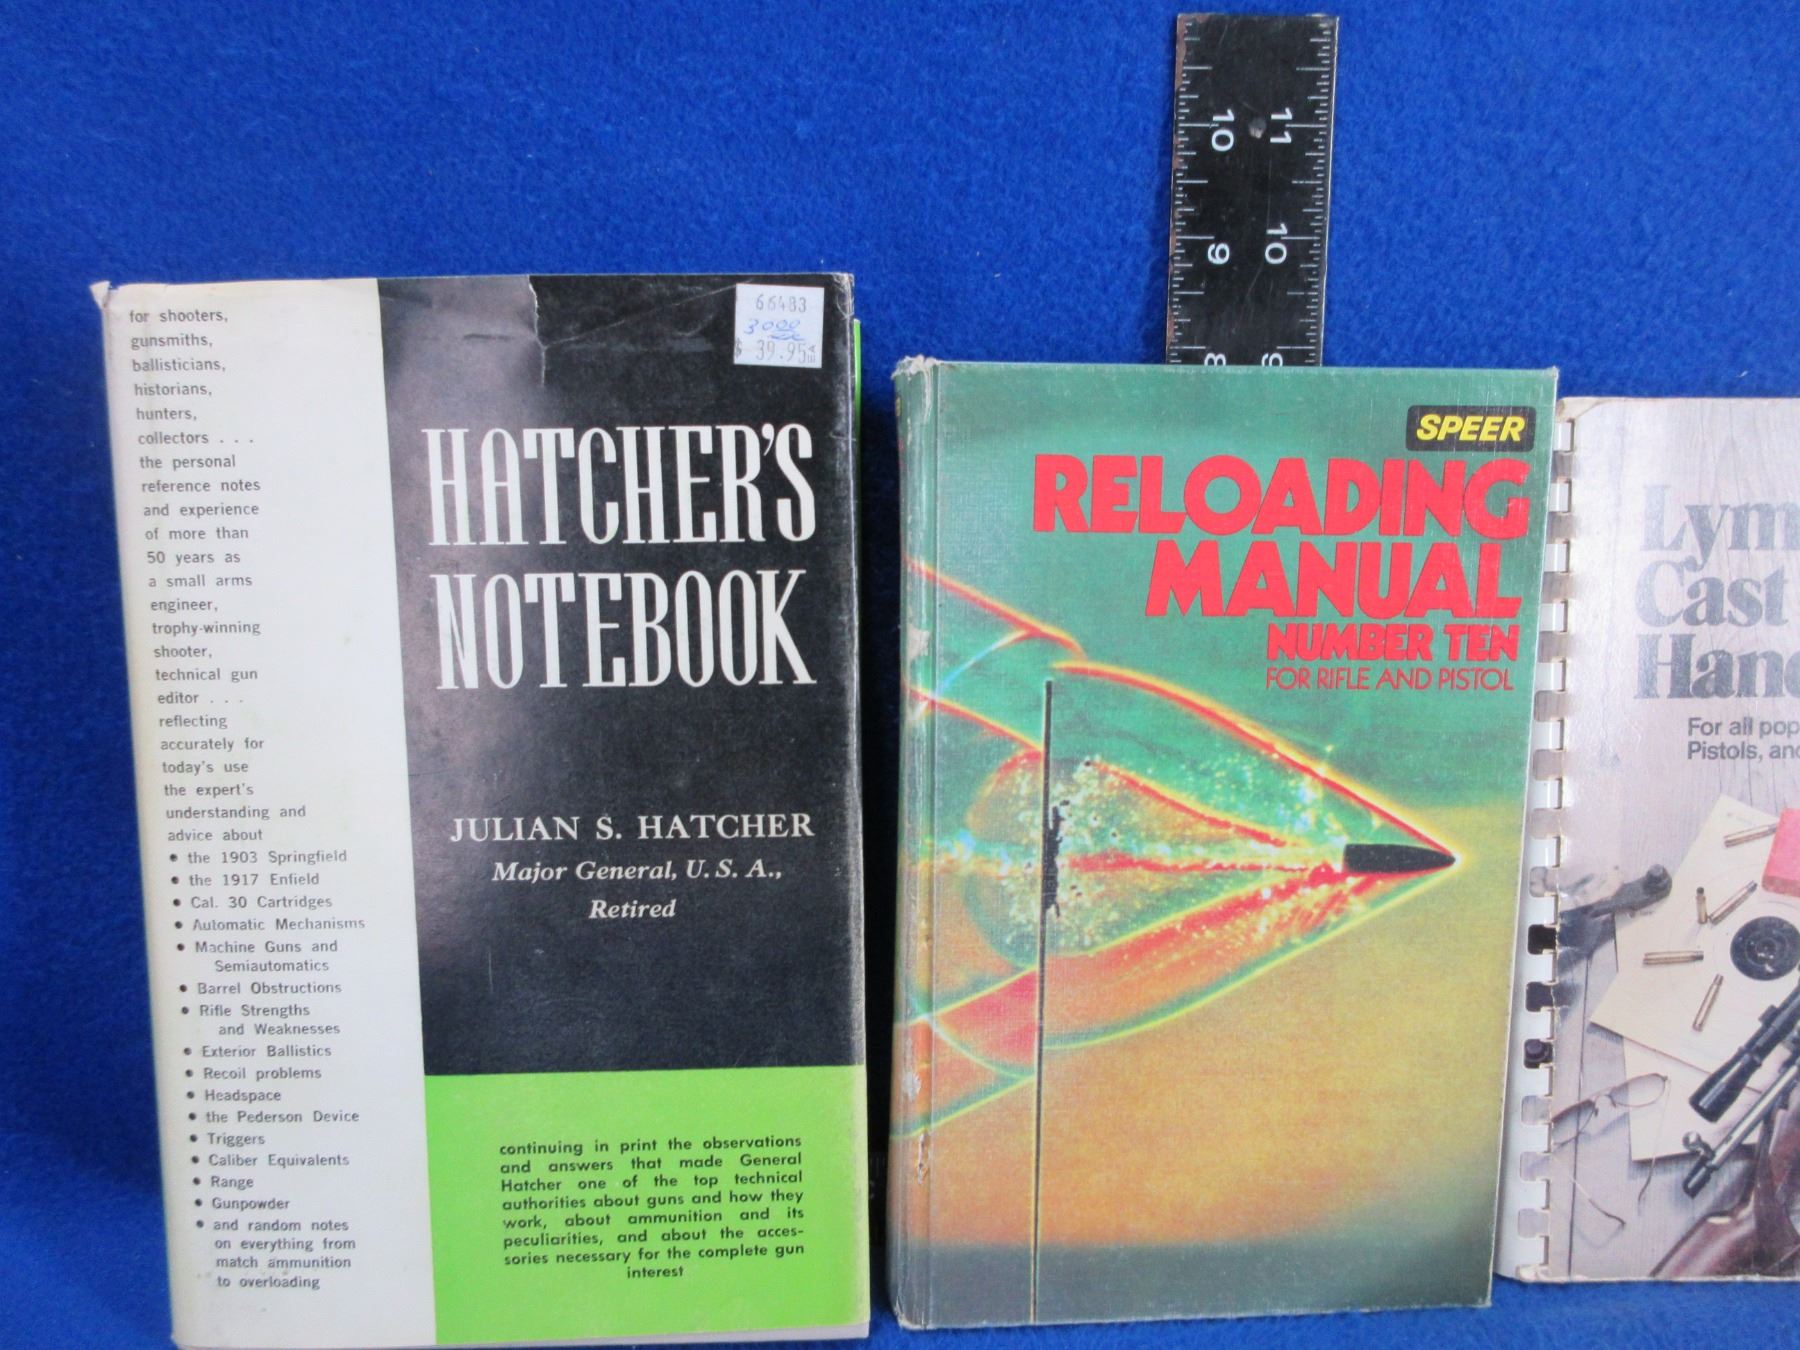 for shooters,
gunsmiths,
ballisticians,
historians,
hunters,
collectors . . .
the personal
reference notes
and experience
of more than
50 years as
a small arms
engineer,
trophy-winning
shooter,
technical gun
editor . . .
reflecting
accurately for
today's use
the expert's
understanding and
advice about
• the 1903 Springfield
• the 1917 Enfield
• Cal. 30 Cartridges
• Automatic Mechanisms
• Machine Guns and
Semiautomatics
• Barrel Obstructions
• Rifle Strengths
and Weaknesses
• Exterior Ballistics
• Recoil problems
• Headspace
• the Pederson Device
• Triggers
• Caliber Equivalents
• Range
• Gunpowder
• and random notes
on everything from
match ammunition
to overloading
66483
3000
$ 39.95
HATCHER'S
NOTEBOOK
JULIAN S. HATCHER
Major General, U. S. A.,
Retired
continuing in print the observations
and answers that made General
Hatcher one of the top technical
authorities about guns and how they
work, about ammunition and its
peculiarities, and about the acces-
sories necessary for the complete gun
interest
10 11
9 10
8 9
SPEER
RELOADING
MANUAL
NUMBER TEN
FOR RIFLE AND PISTOL
Lym
Cast
Hand
For all pop
Pistols, and